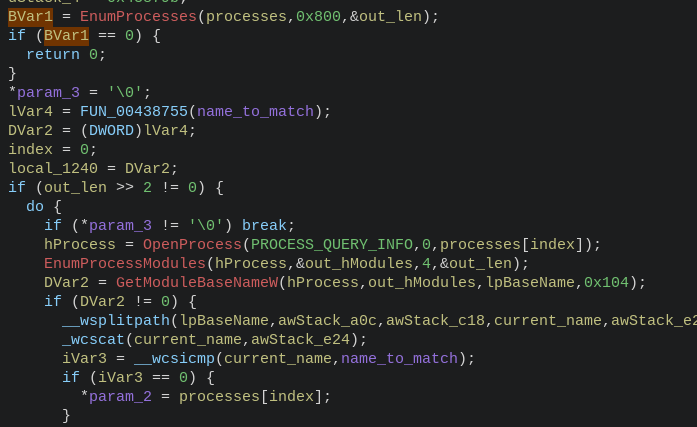 BVar1 = EnumProcesses(processes,0x800,&out_len);
if (BVar1 == 0) {
return 0;
}
*param_3 = '\0';
lVar4 = FUN_00438755(name_to_match);
DVar2 = (DWORD)lVar4;
index = 0;
local_1240 = DVar2;
if (out_len >> 2 != 0) {
do {
if (*param_3 != '\0') break;
hProcess = OpenProcess(PROCESS_QUERY_INFO,0,processes[index]);
EnumProcessModules(hProcess,&out_hModules,4,&out_len);
DVar2 = GetModuleBaseNameW(hProcess,out_hModules,lpBaseName,0x104);
if (DVar2 != 0) {
__wsplitpath(lpBaseName,awStack_a0c,awStack_c18,current_name,awStack_e2
_wcscat(current_name,awStack_e24);
iVar3 = __wcsicmp(current_name,name_to_match);
if (iVar3 == 0) {
*param_2 = processes[index];
}